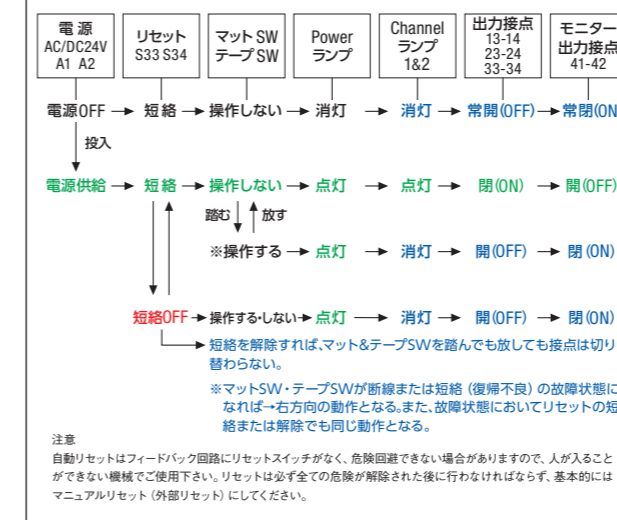 電 源
AC/DC24V
A1 A2
リセット
S33 S34
マット SW
テープ SW
Power
ランプ
Channel
ランプ
1&2
出力接点
13-14
23-24
33-34
モニター
出力接点
41-42
電源OFF → 短絡 → 操作しない → 消灯 → 消灯 → 常開(OFF) → 常閉(ON
投入
電源供給 → 短絡 → 操作しない → 点灯 → 点灯 → 閉(ON) → 開(OFF)
踏む 放す
※操作する → 点灯 → 消灯 → 開(OFF) → 閉(ON)
短絡OFF → 操作する・しない → 点灯 → 消灯 → 開(OFF) → 閉(ON)
短絡を解除すれば、マット&テープSWを踏んでも放しても接点は切り
替わらない。
※マットSW・テープSWが断線または短絡(復帰不良)の故障状態に
なれば→右方向の動作となる。また、故障状態においてリセットの短
絡または解除でも同じ動作となる。
注意
自動リセットはフィードバック回路にリセットスイッチがなく、危険回避できない場合がありますので、人が入ること
ができない機械でご使用下さい。リセットは必ず全ての危険が解除された後に行わなければならず、基本的には
マニュアルリセット(外部リセット)にしてください。